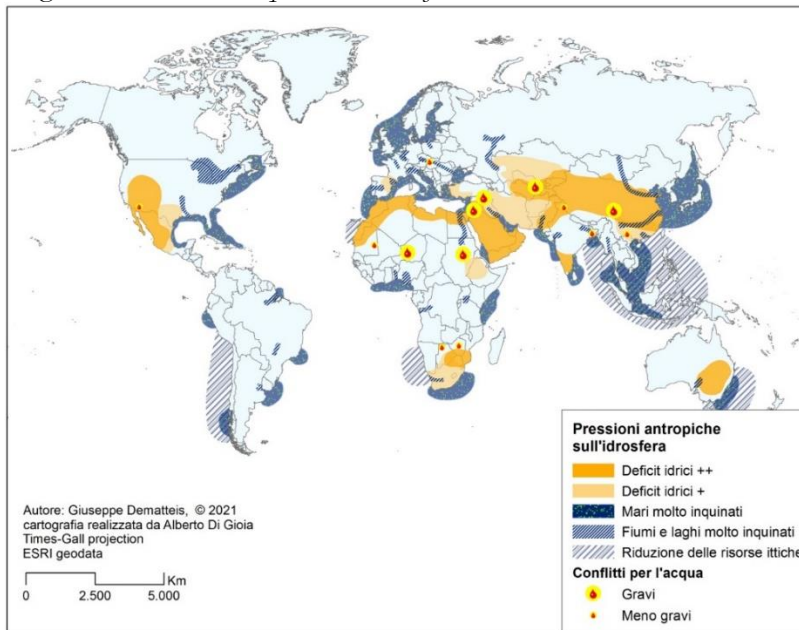 Pressioni antropiche
sull'idrosfera
Deficit idrici ++
Deficit idrici +
Mari molto inquinati
Fiumi e laghi molto inquinati
Riduzione delle risorse ittiche
Conflitti per l'acqua
Gravi
Meno gravi
Autore: Giuseppe Dematteis, © 2021
cartografia realizzata da Alberto Di Gioia
Times-Gall projection
ESRI geodata
Km
0 2.500 5.000